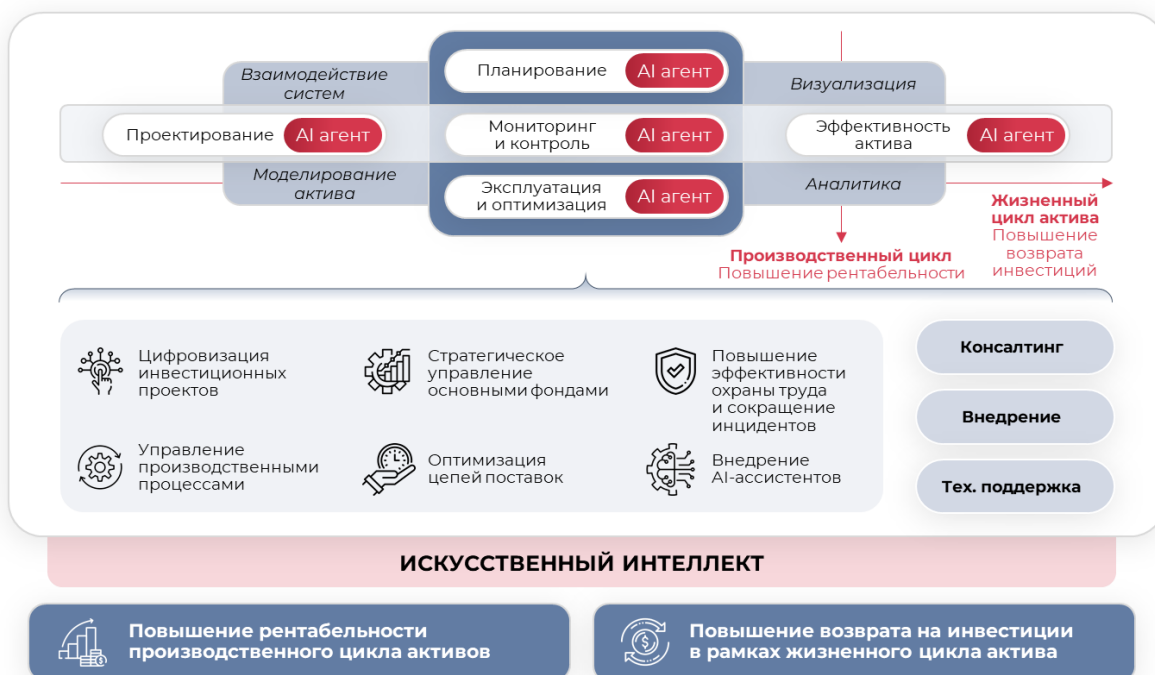 Взаимодействие
систем
Планирование
AI агент
Визуализация
Проектирование
AI агент
Мониторинг
и контроль
AI агент
Эффективность
актива
AI агент
Моделирование
актива
Эксплуатация
и оптимизация
AI агент
Аналитика
Жизненный
цикл актива
Повышение
возврата
инвестиций
Производственный цикл
Повышение рентабельности
Цифровизация
инвестиционных
проектов
Стратегическое
управление
основными фондами
Повышение
эффективности
охраны труда
и сокращение
инцидентов
Управление
производственными
процессами
Оптимизация
цепей поставок
Внедрение
AI-ассистентов
Консалтинг
Внедрение
Тех. поддержка
ИСКУССТВЕННЫЙ ИНТЕЛЛЕКТ
Повышение рентабельности
производственного цикла активов
Повышение возврата на инвестиции
в рамках жизненного цикла актива